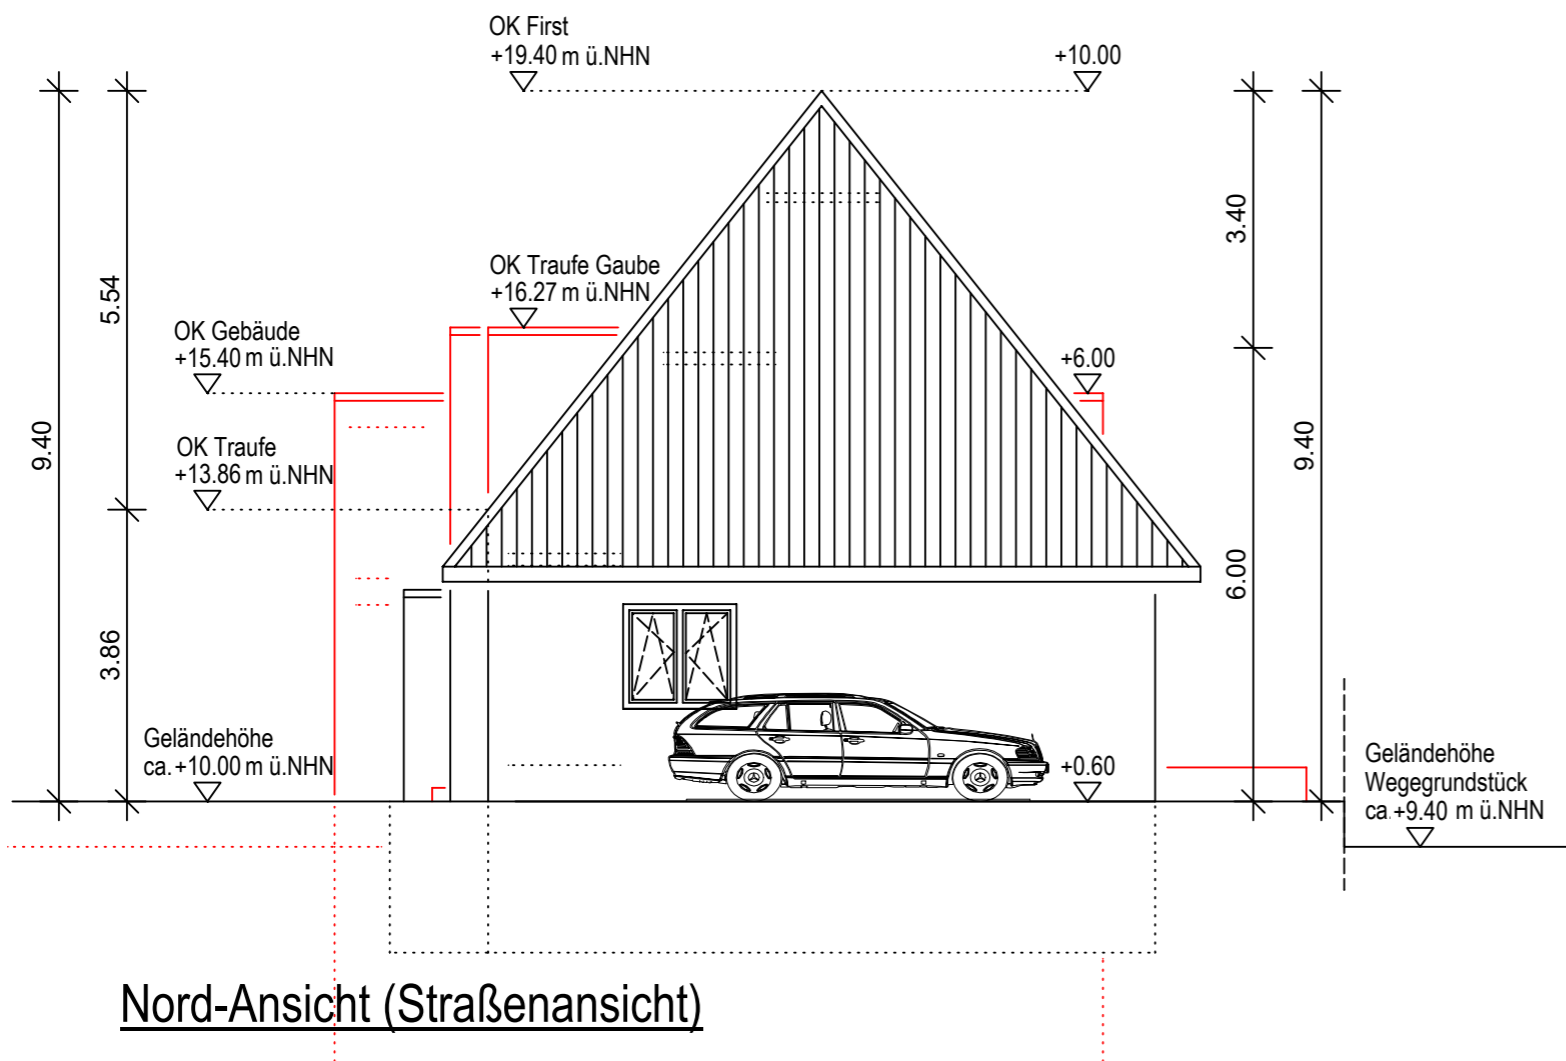 OK First
+19.40 m ü.NHN
+10.00
OK Traufe Gaube
+16.27 m ü.NHN
OK Gebäude
+15.40 m ü.NHN
+6.00
OK Traufe
+13.86 m ü.NHN
9.40
5.54
3.86
3.40
6.00
9.40
Geländehöhe
ca.+10.00 m ü.NHN
+0.60
Geländehöhe
Wegegrundstück
ca.+9.40 m ü.NHN
Nord-Ansicht (Straßenansicht)